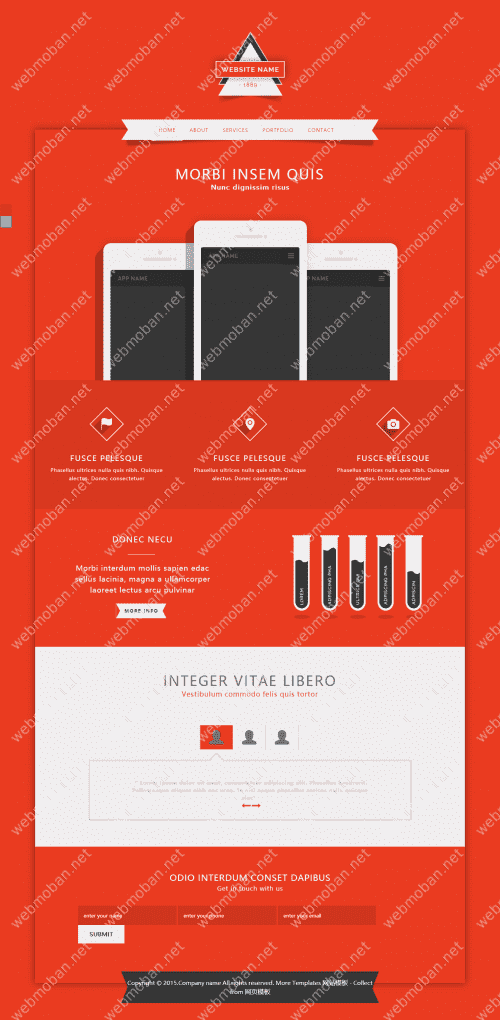 WEBSITE NAME
- 1889 -
HOME ABOUT SERVICES PORTFOLIO CONTACT
MORBI INSEM QUIS
Nunc dignissim risus
APP NAME
APP NAME
APP NAME
FUSCE PELESQUE
Phasellus ultrices nulla quis nibh. Quisque
alectus. Donec consectetuer
FUSCE PELESQUE
Phasellus ultrices nulla quis nibh. Quisque
alectus. Donec consectetuer
FUSCE PELESQUE
Phasellus ultrices nulla quis nibh. Quisque
alectus. Donec consectetuer
DONEC NECU
Morbi interdum mollis sapien edac
sellus lacinia, magna a ullamcorper
laoreet lectus arcu pulvinar
MORE INFO
LOREM
ADIPISCING IPHA
ULTRICE
ADIPISCING IPHA
ADIPISCIN
INTEGER VITAE LIBERO
Vestibulum commodo felis quis tortor
ODIO INTERDUM CONSET DAPIBUS
Get in touch with us
enter your name
enter your phone
enter your email
SUBMIT
Copyright © 2015.Company name All rights reserved. More Templates 网页模板 - Collect
from 网页模板
webmoban.net